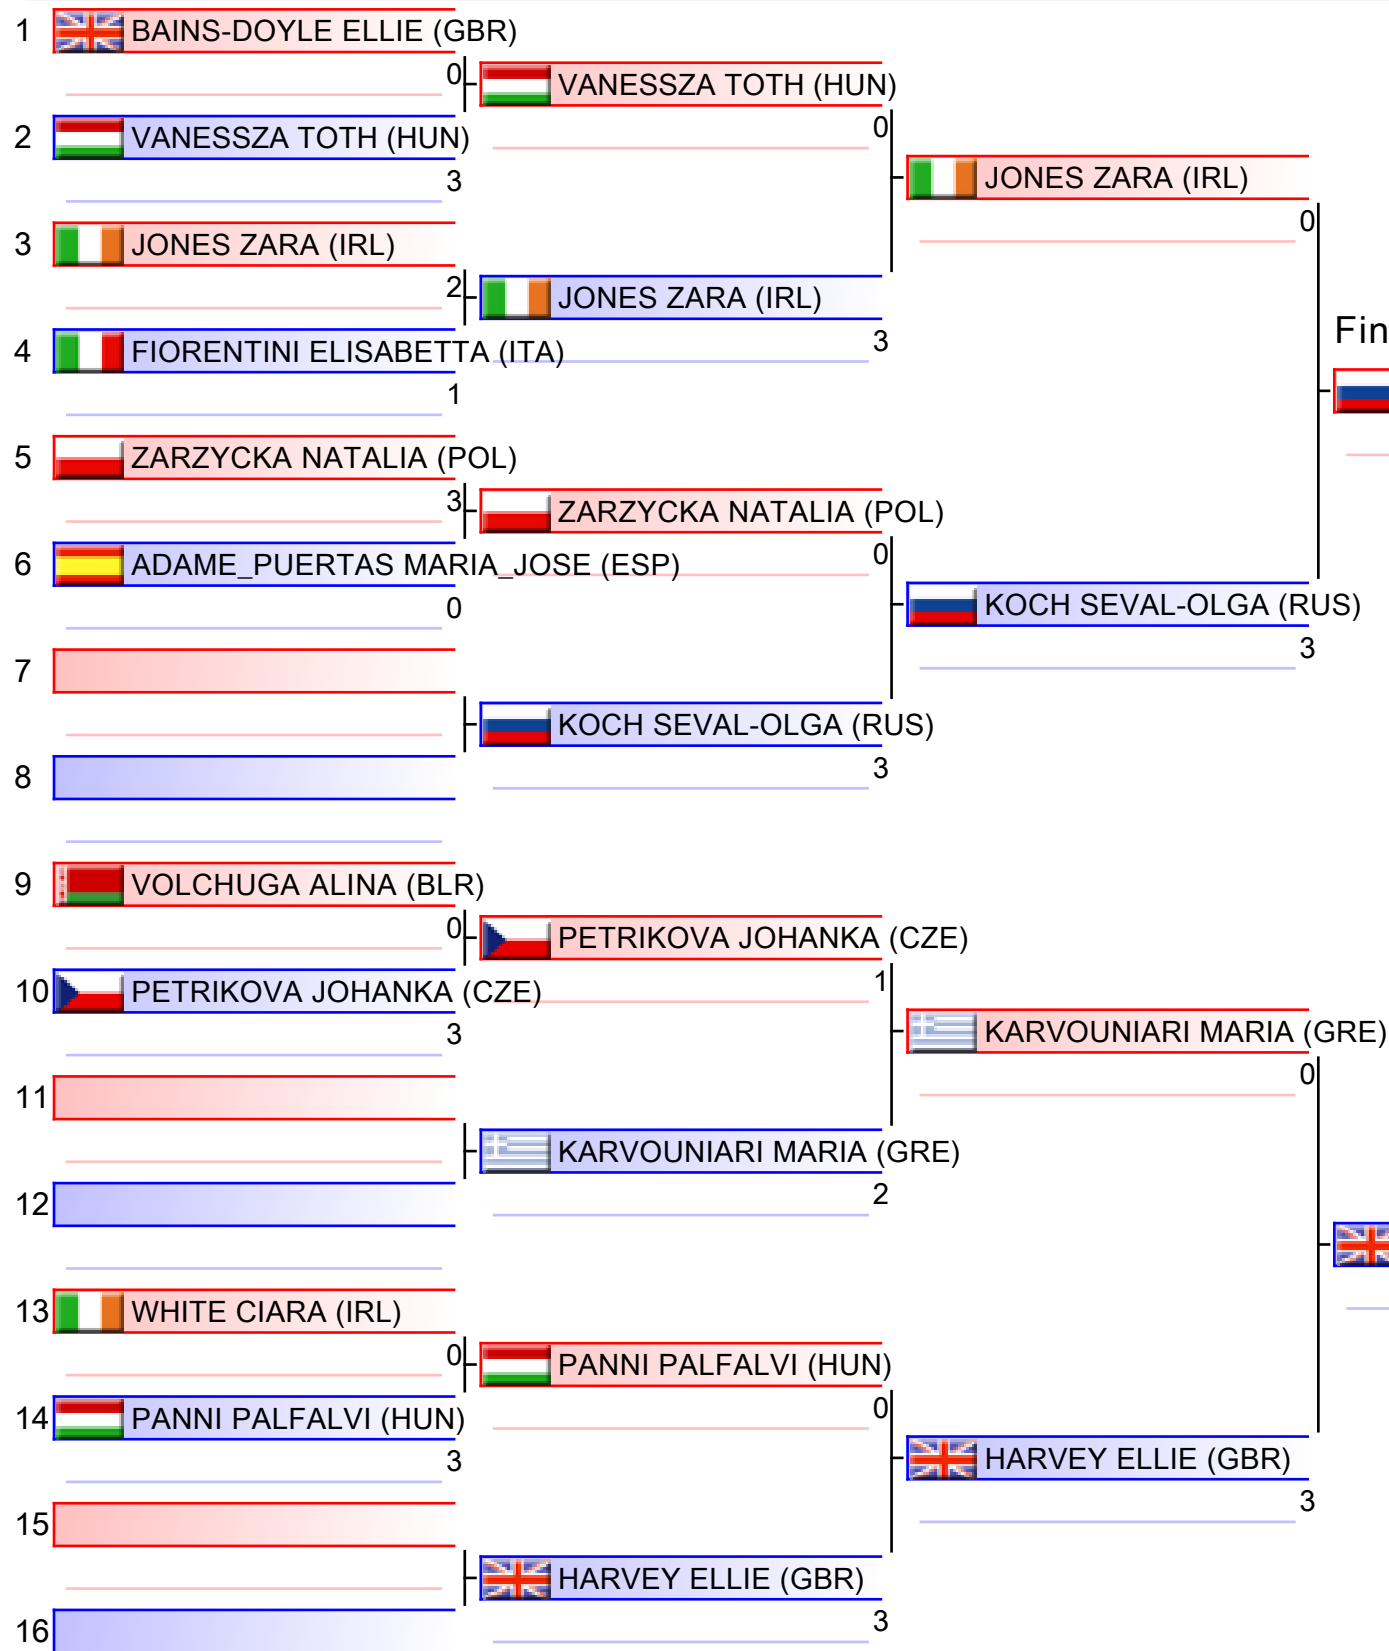 1 BAINS-DOYLE ELLIE (GBR)
0
VANESSZA TOTH (HUN)
0
2 VANESSZA TOTH (HUN)
3
JONES ZARA (IRL)
0
3 JONES ZARA (IRL)
2
JONES ZARA (IRL)
3
4 FIORENTINI ELISABETTA (ITA)
1
Fin
5 ZARZYCKA NATALIA (POL)
3
ZARZYCKA NATALIA (POL)
0
6 ADAME_PUERTAS MARIA_JOSE (ESP)
0
KOCH SEVAL-OLGA (RUS)
3
7
KOCH SEVAL-OLGA (RUS)
3
8
9 VOLCHUGA ALINA (BLR)
0
PETRIKOVA JOHANKA (CZE)
1
10 PETRIKOVA JOHANKA (CZE)
3
KARVOUNIARI MARIA (GRE)
0
11
KARVOUNIARI MARIA (GRE)
2
12
13 WHITE CIARA (IRL)
0
PANNI PALFALVI (HUN)
0
14 PANNI PALFALVI (HUN)
3
HARVEY ELLIE (GBR)
3
15
HARVEY ELLIE (GBR)
3
16